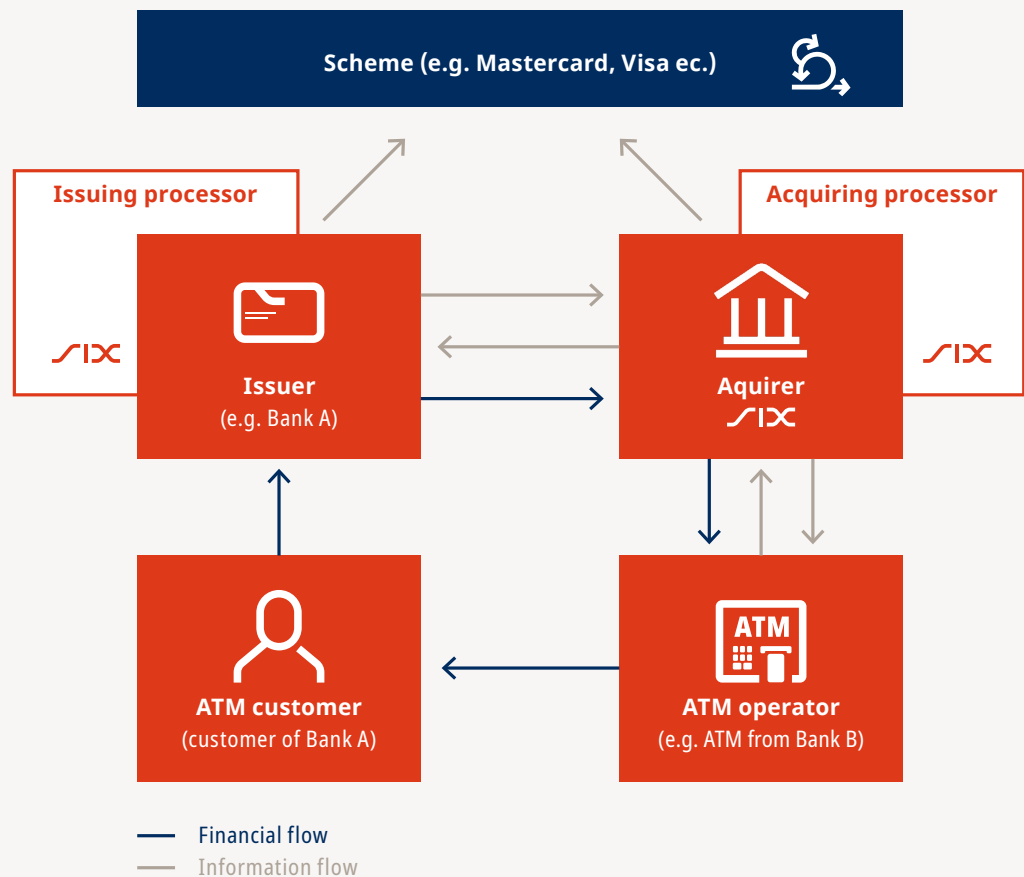 Scheme (e.g. Mastercard, Visa ec.)
Issuing processor
Acquiring processor
SIX
Issuer
(e.g. Bank A)
Aquirer
SIX
SIX
ATM customer
(customer of Bank A)
ATM
ATM operator
(e.g. ATM from Bank B)
Financial flow
Information flow